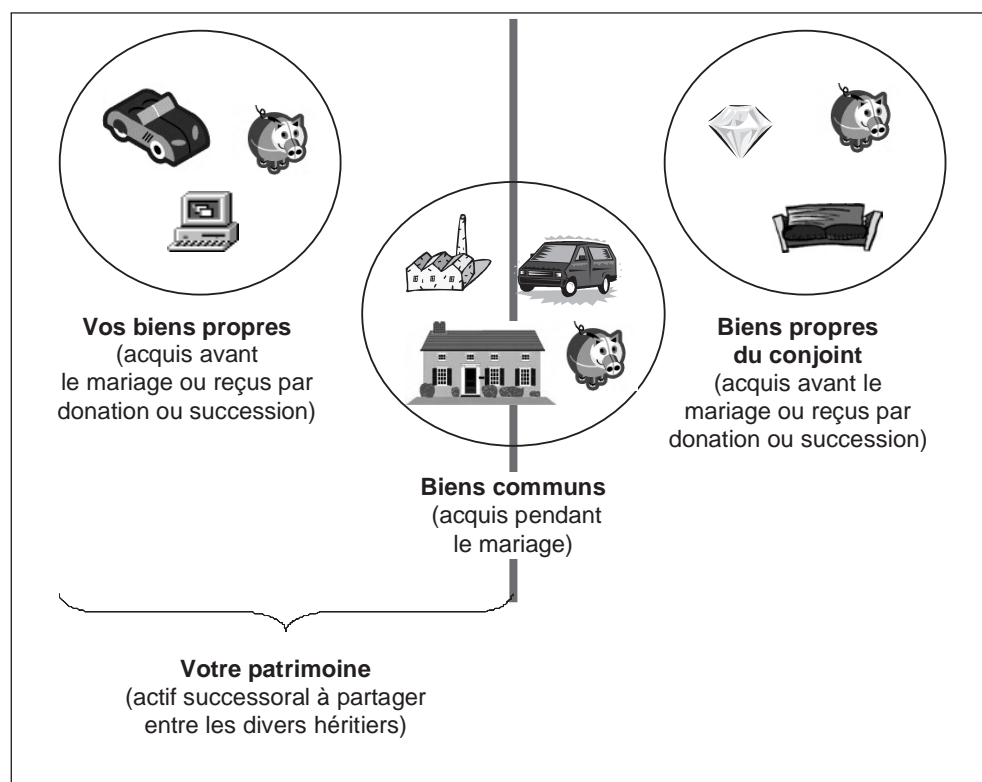 Vos biens propres
(acquis avant
le mariage ou reçus par
donation ou succession)
Biens propres
du conjoint
(acquis avant le
mariage ou reçus par
donation ou succession)
Biens communs
(acquis pendant
le mariage)
Votre patrimoine
(actif successoral à partager
entre les divers héritiers)